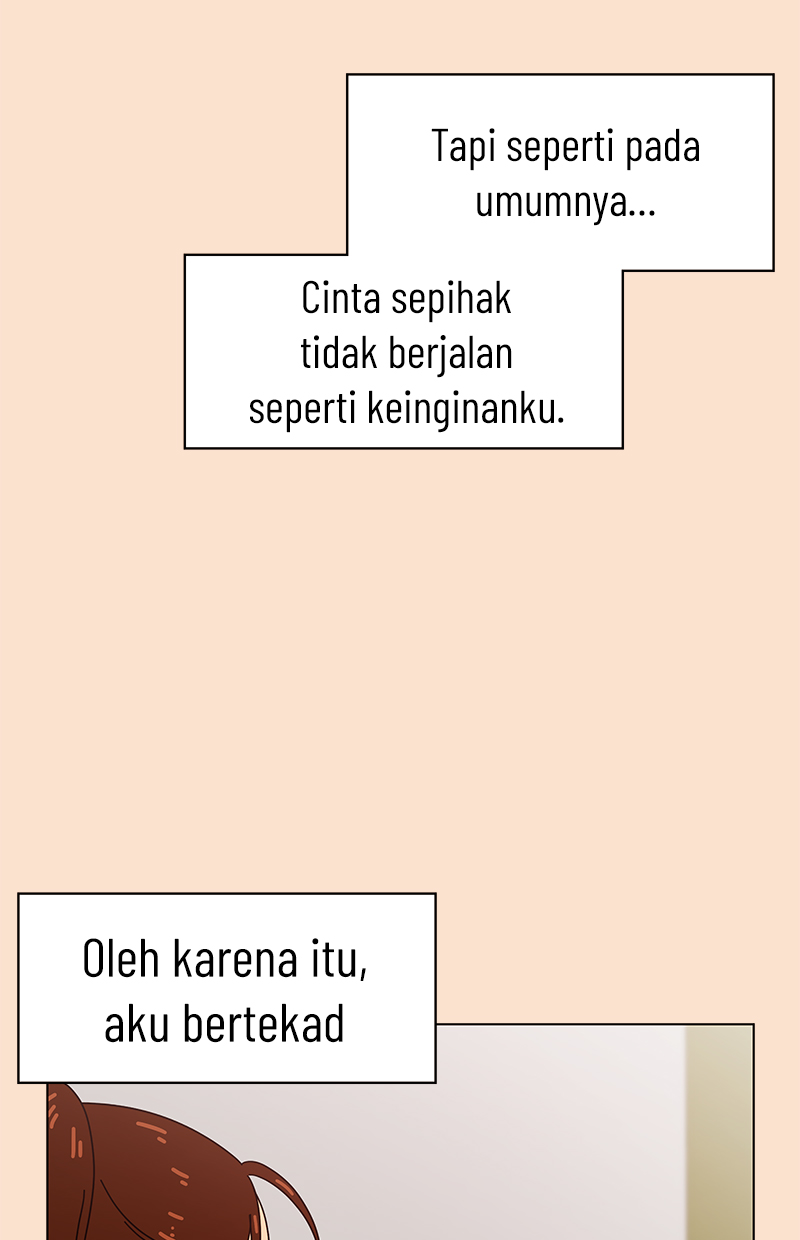 Tapi seperti pada
umumnya...
Cinta sepihak
tidak berjalan
seperti keinginanku.
Oleh karena itu,
aku bertekad